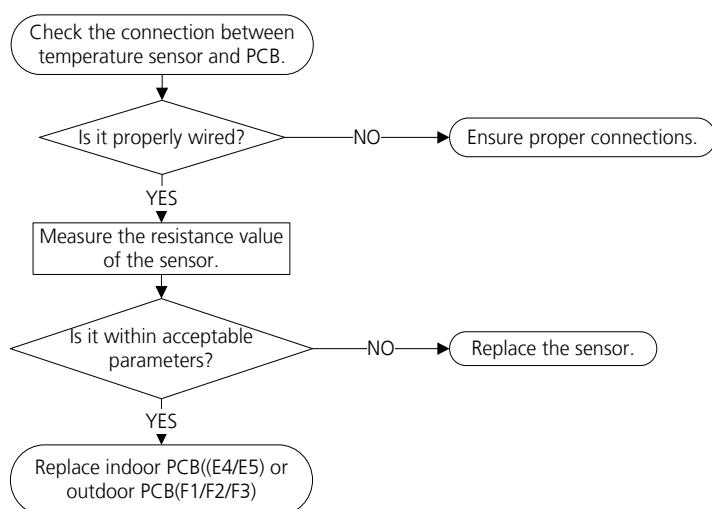 Check the connection between
temperature sensor and PCB.
Is it properly wired?
NO
Ensure proper connections.
YES
Measure the resistance value
of the sensor.
Is it within acceptable
parameters?
NO
Replace the sensor.
YES
Replace indoor PCB((E4/E5) or
outdoor PCB(F1/F2/F3)